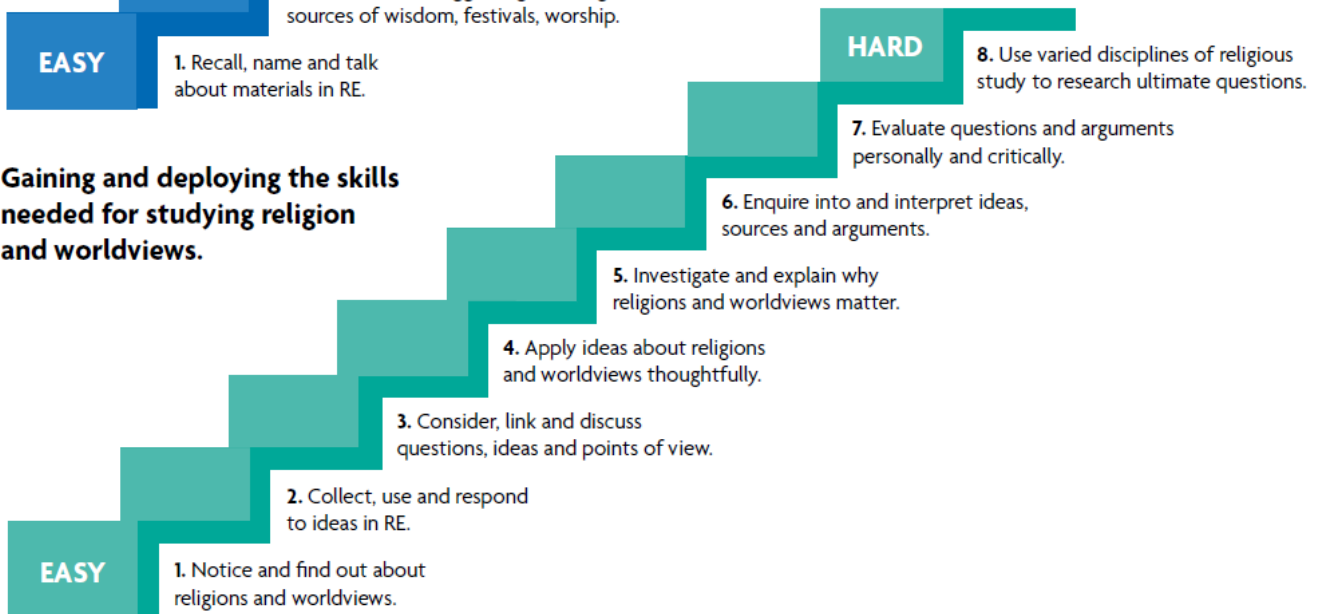 sources of wisdom, festivals, worship.
EASY
1. Recall, name and talk
about materials in RE.
Gaining and deploying the skills
needed for studying religion
and worldviews.
HARD
8. Use varied disciplines of religious
study to research ultimate questions.
7. Evaluate questions and arguments
personally and critically.
6. Enquire into and interpret ideas,
sources and arguments.
5. Investigate and explain why
religions and worldviews matter.
4. Apply ideas about religions
and worldviews thoughtfully.
3. Consider, link and discuss
questions, ideas and points of view.
2. Collect, use and respond
to ideas in RE.
EASY
1. Notice and find out about
religions and worldviews.